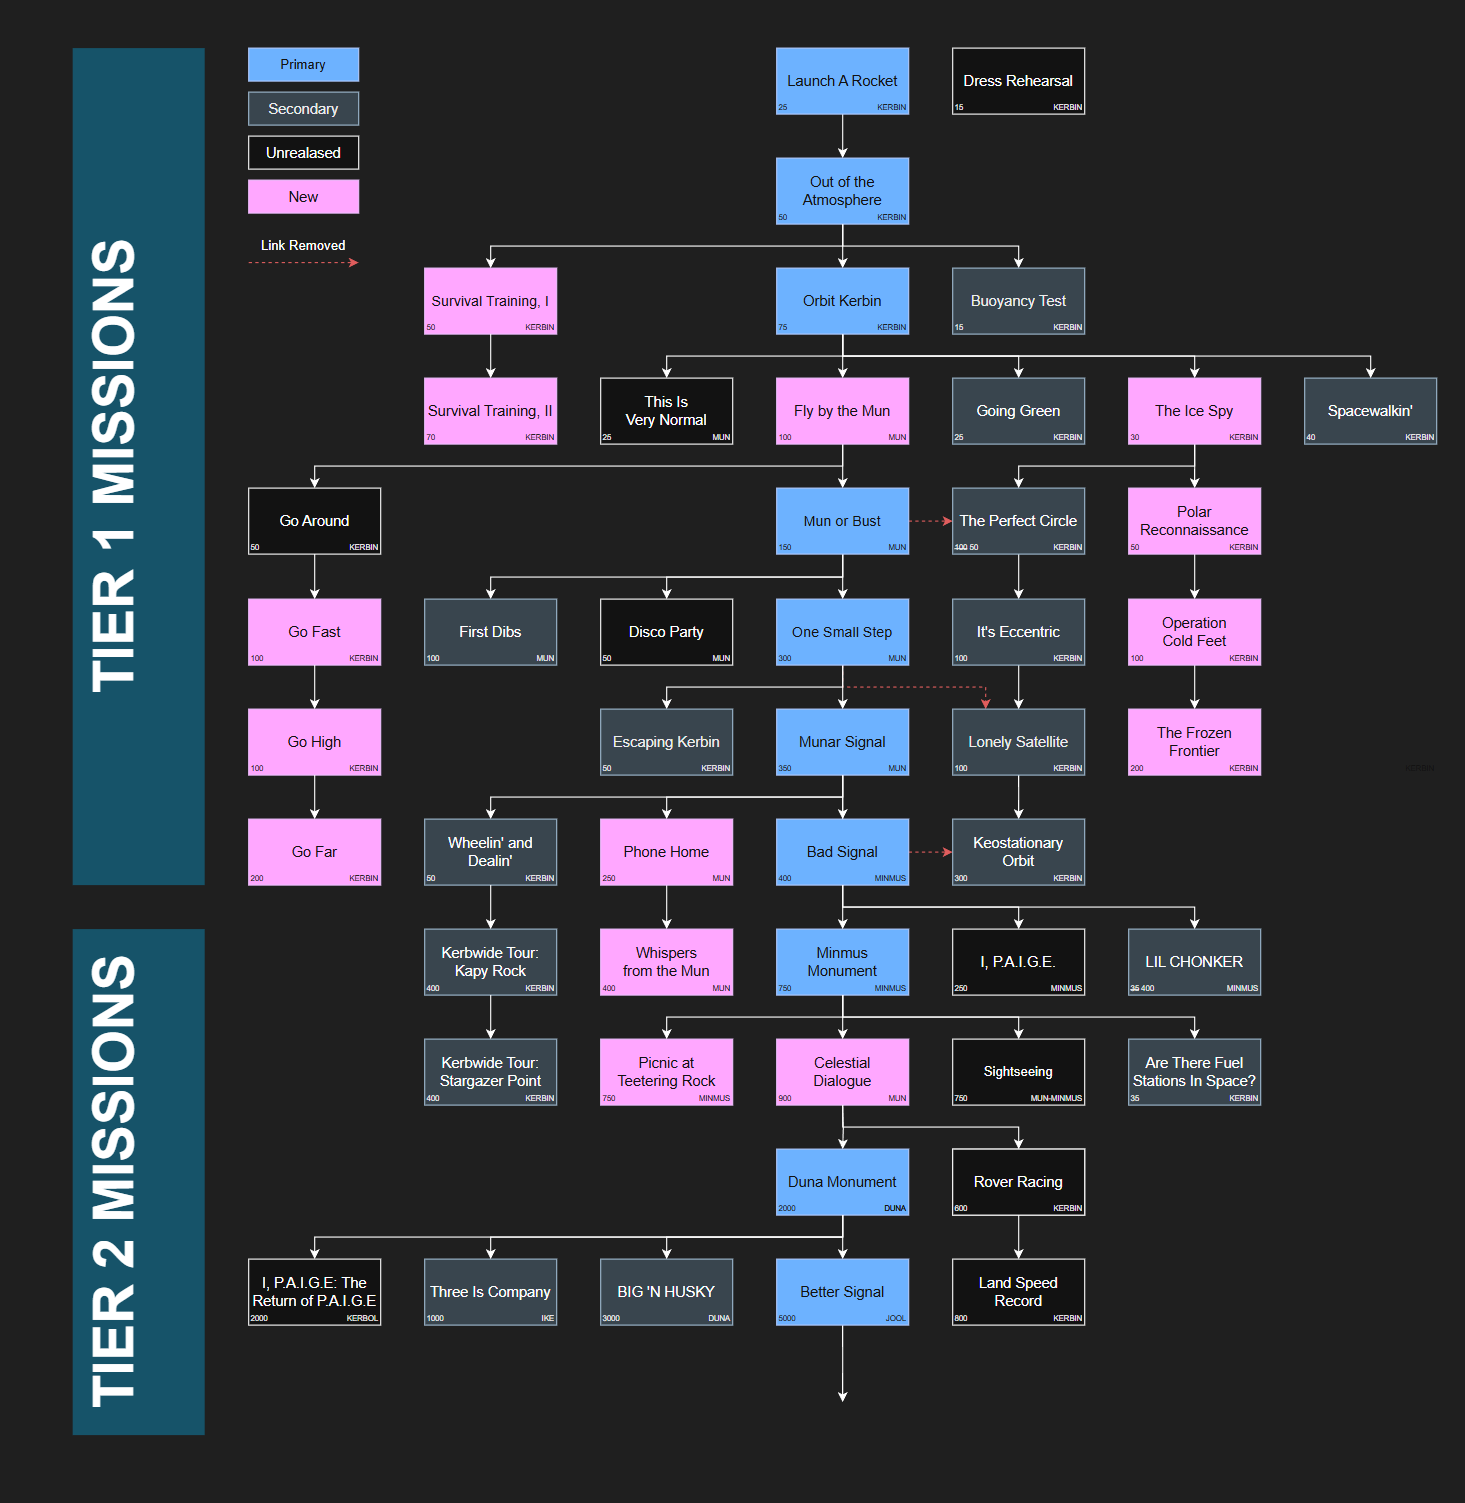 TIER 1 MISSIONS
Primary
Secondary
Unrealased
New
Link Removed
Launch A Rocket
25 KERBIN
Dress Rehearsal
15 KERBIN
Out of the
Atmosphere
50 KERBIN
Survival Training, I
50 KERBIN
Orbit Kerbin
75 KERBIN
Buoyancy Test
15 KERBIN
Survival Training, II
70 KERBIN
This Is
Very Normal
25 MUN
Fly by the Mun
100 MUN
Going Green
25 KERBIN
The Ice Spy
30 KERBIN
Spacewalkin'
40 KERBIN
Go Around
50 KERBIN
Mun or Bust
150 MUN
The Perfect Circle
100 50 KERBIN
Polar
Reconnaissance
50 KERBIN
Go Fast
100 KERBIN
First Dibs
100 MUN
Disco Party
50 MUN
One Small Step
300 MUN
It's Eccentric
100 KERBIN
Operation
Cold Feet
100 KERBIN
Go High
100 KERBIN
Escaping Kerbin
50 KERBIN
Munar Signal
350 MUN
Lonely Satellite
100 KERBIN
The Frozen
Frontier
200 KERBIN
Go Far
200 KERBIN
Wheelin' and
Dealin'
50 KERBIN
Phone Home
250 MUN
Bad Signal
400 MINMUS
Keostationary
Orbit
300 KERBIN
TIER 2 MISSIONS
Kerbwide Tour:
Kapy Rock
400 KERBIN
Whispers
from the Mun
400 MUN
Minmus
Monument
750 MINMUS
I, P.A.I.G.E.
250 MINMUS
LIL CHONKER
35 400 MINMUS
Kerbwide Tour:
Stargazer Point
400 KERBIN
Picnic at
Teetering Rock
750 MINMUS
Celestial
Dialogue
900 MUN
Sightseeing
750 MUN-MINMUS
Are There Fuel
Stations In Space?
35 KERBIN
Duna Monument
2000 DUNA
Rover Racing
600 KERBIN
I, P.A.I.G.E: The
Return of P.A.I.G.E
2000 KERBOL
Three Is Company
1000 IKE
BIG 'N HUSKY
3000 DUNA
Better Signal
5000 JOOL
Land Speed
Record
800 KERBIN